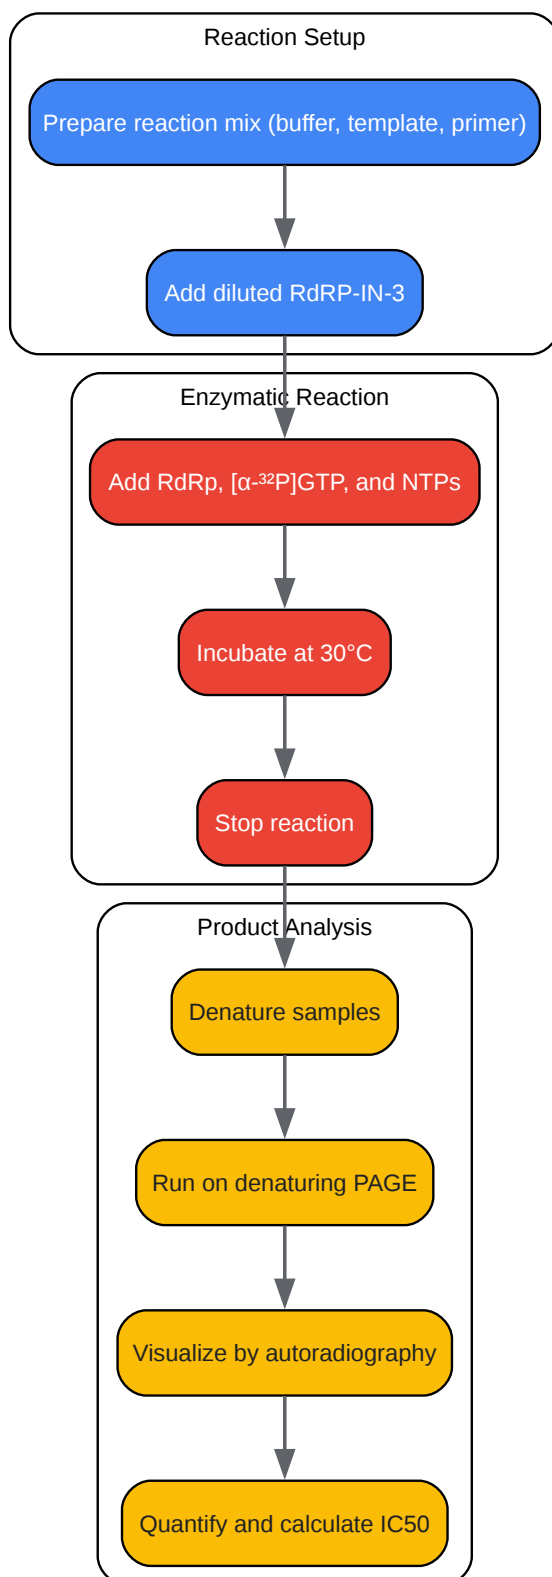 Reaction Setup
Prepare reaction mix (buffer, template, primer)
Add diluted RdRP-IN-3
Enzymatic Reaction
Add RdRp, [α-³²P]GTP, and NTPs
Incubate at 30°C
Stop reaction
Product Analysis
Denature samples
Run on denaturing PAGE
Visualize by autoradiography
Quantify and calculate IC50